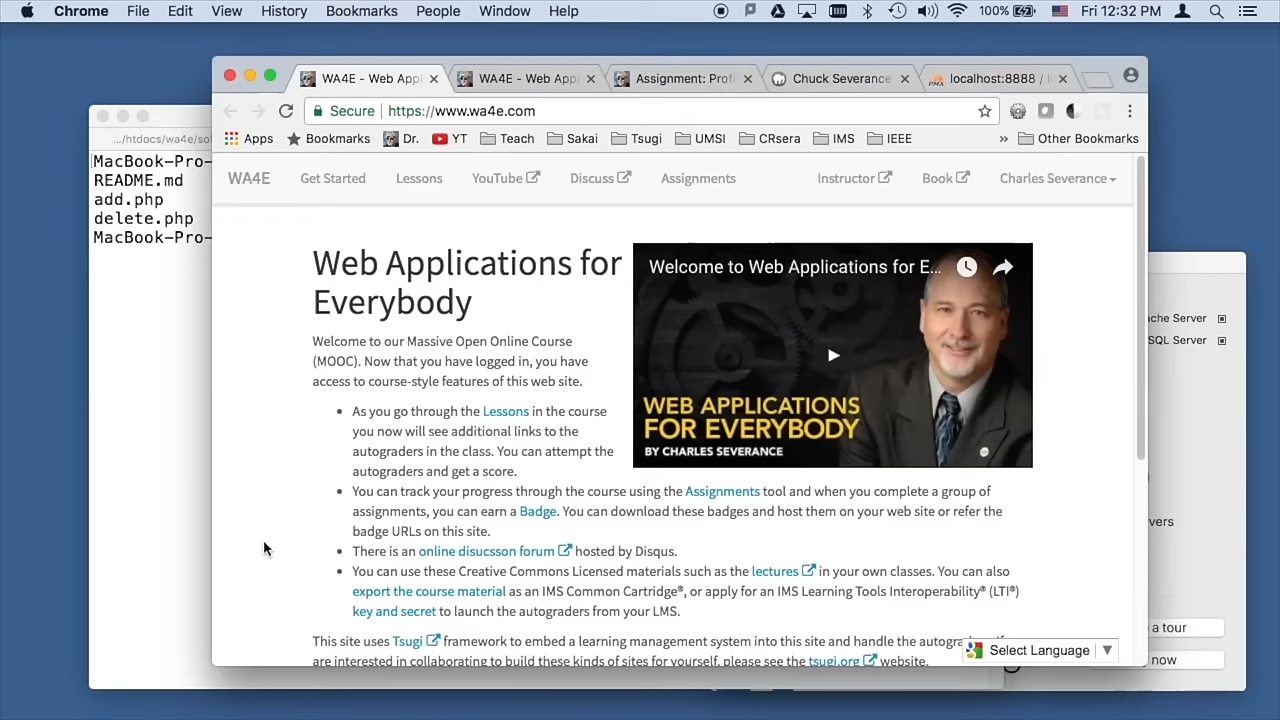 Chrome File Edit View History Bookmarks People Window Help 100% Fri 12:32 PM
WA4E - Web Appl WA4E - Web Appl Assignment: Profi Chuck Severance localhost:8888 /
Secure https://www.wa4e.com
Apps Bookmarks Dr. YT Teach Sakai Tsugi UMSI CRsera IMS IEEE » Other Bookmarks
.../htdocs/wa4e/sol
MacBook-Pro-
README.md
add.php
delete.php
MacBook-Pro-
WA4E Get Started Lessons YouTube Discuss Assignments Instructor Book Charles Severance
Web Applications for
Everybody
Welcome to our Massive Open Online Course
(MOOC). Now that you have logged in, you have
access to course-style features of this web site.
• As you go through the Lessons in the course
you now will see additional links to the
autograders in the class. You can attempt the
autograders and get a score.
Welcome to Web Applications for E...
WEB APPLICATIONS
FOR EVERYBODY
BY CHARLES SEVERANCE
• You can track your progress through the course using the Assignments tool and when you complete a group of
assignments, you can earn a Badge. You can download these badges and host them on your web site or refer the
badge URLs on this site.
• There is an online disucsson forum hosted by Disqus.
• You can use these Creative Commons Licensed materials such as the lectures in your own classes. You can also
export the course material as an IMS Common Cartridge®, or apply for an IMS Learning Tools Interoperability® (LTI®)
key and secret to launch the autograders from your LMS.
This site uses Tsugi framework to embed a learning management system into this site and handle the autogra
are interested in collaborating to build these kinds of sites for yourself, please see the tsugi.org website.
Select Language ▼
che Server
SQL Server
vers
a tour
now